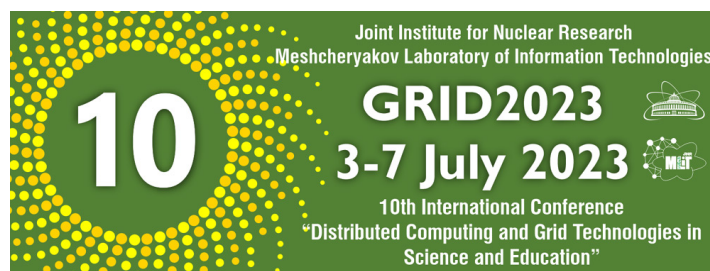 Joint Institute for Nuclear Research
Meshcheryakov Laboratory of Information Technologies
10
GRID2023
3-7 July 2023
MLIT
10th International Conference
“Distributed Computing and Grid Technologies in
Science and Education”